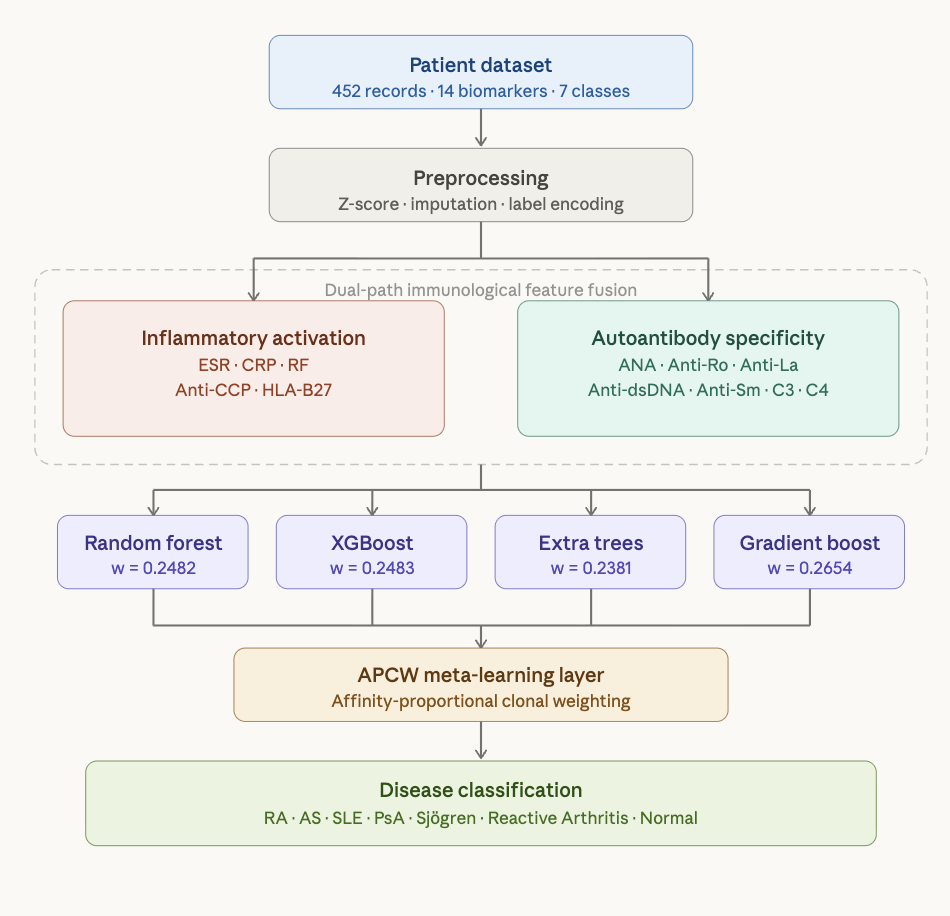 Patient dataset
452 records · 14 biomarkers · 7 classes
Preprocessing
Z-score · imputation · label encoding
Dual-path immunological feature fusion
Inflammatory activation
ESR · CRP · RF
Anti-CCP · HLA-B27
Autoantibody specificity
ANA · Anti-Ro · Anti-La
Anti-dsDNA · Anti-Sm · C3 · C4
Random forest
w = 0.2482
XGBoost
w = 0.2483
Extra trees
w = 0.2381
Gradient boost
w = 0.2654
APCW meta-learning layer
Affinity-proportional clonal weighting
Disease classification
RA · AS · SLE · PsA · Sjögren · Reactive Arthritis · Normal